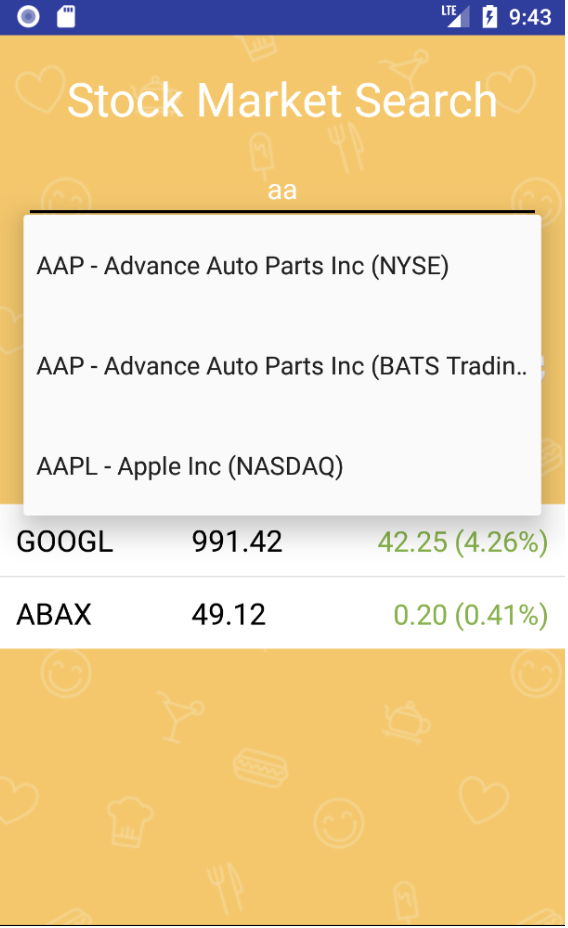 LTE 9:43
Stock Market Search
aa
AAP - Advance Auto Parts Inc (NYSE)
AAP - Advance Auto Parts Inc (BATS Tradin..
AAPL - Apple Inc (NASDAQ)
GOOGL 991.42 42.25 (4.26%)
ABAX 49.12 0.20 (0.41%)